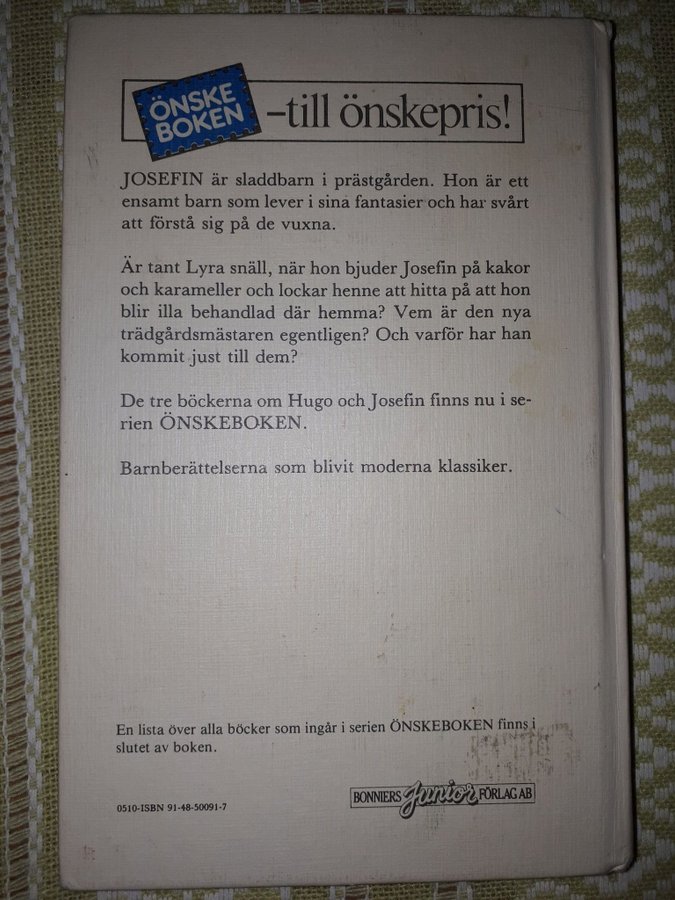 ÖNSKE
BOKEN
–till önskepris!
JOSEFIN är sladdbarn i prästgården. Hon är ett
ensamt barn som lever i sina fantasier och har svårt
att förstå sig på de vuxna.
Är tant Lyra snäll, när hon bjuder Josefin på kakor
och karameller och lockar henne att hitta på att hon
blir illa behandlad där hemma? Vem är den nya
trädgårdsmästaren egentligen? Och varför har han
kommit just till dem?
De tre böckerna om Hugo och Josefin finns nu i se-
rien ÖNSKEBOKEN.
Barnberättelserna som blivit moderna klassiker.
En lista över alla böcker som ingår i serien ÖNSKEBOKEN finns i
slutet av boken.
0510-ISBN 91-48-50091-7
BONNIERS Junior FÖRLAG AB